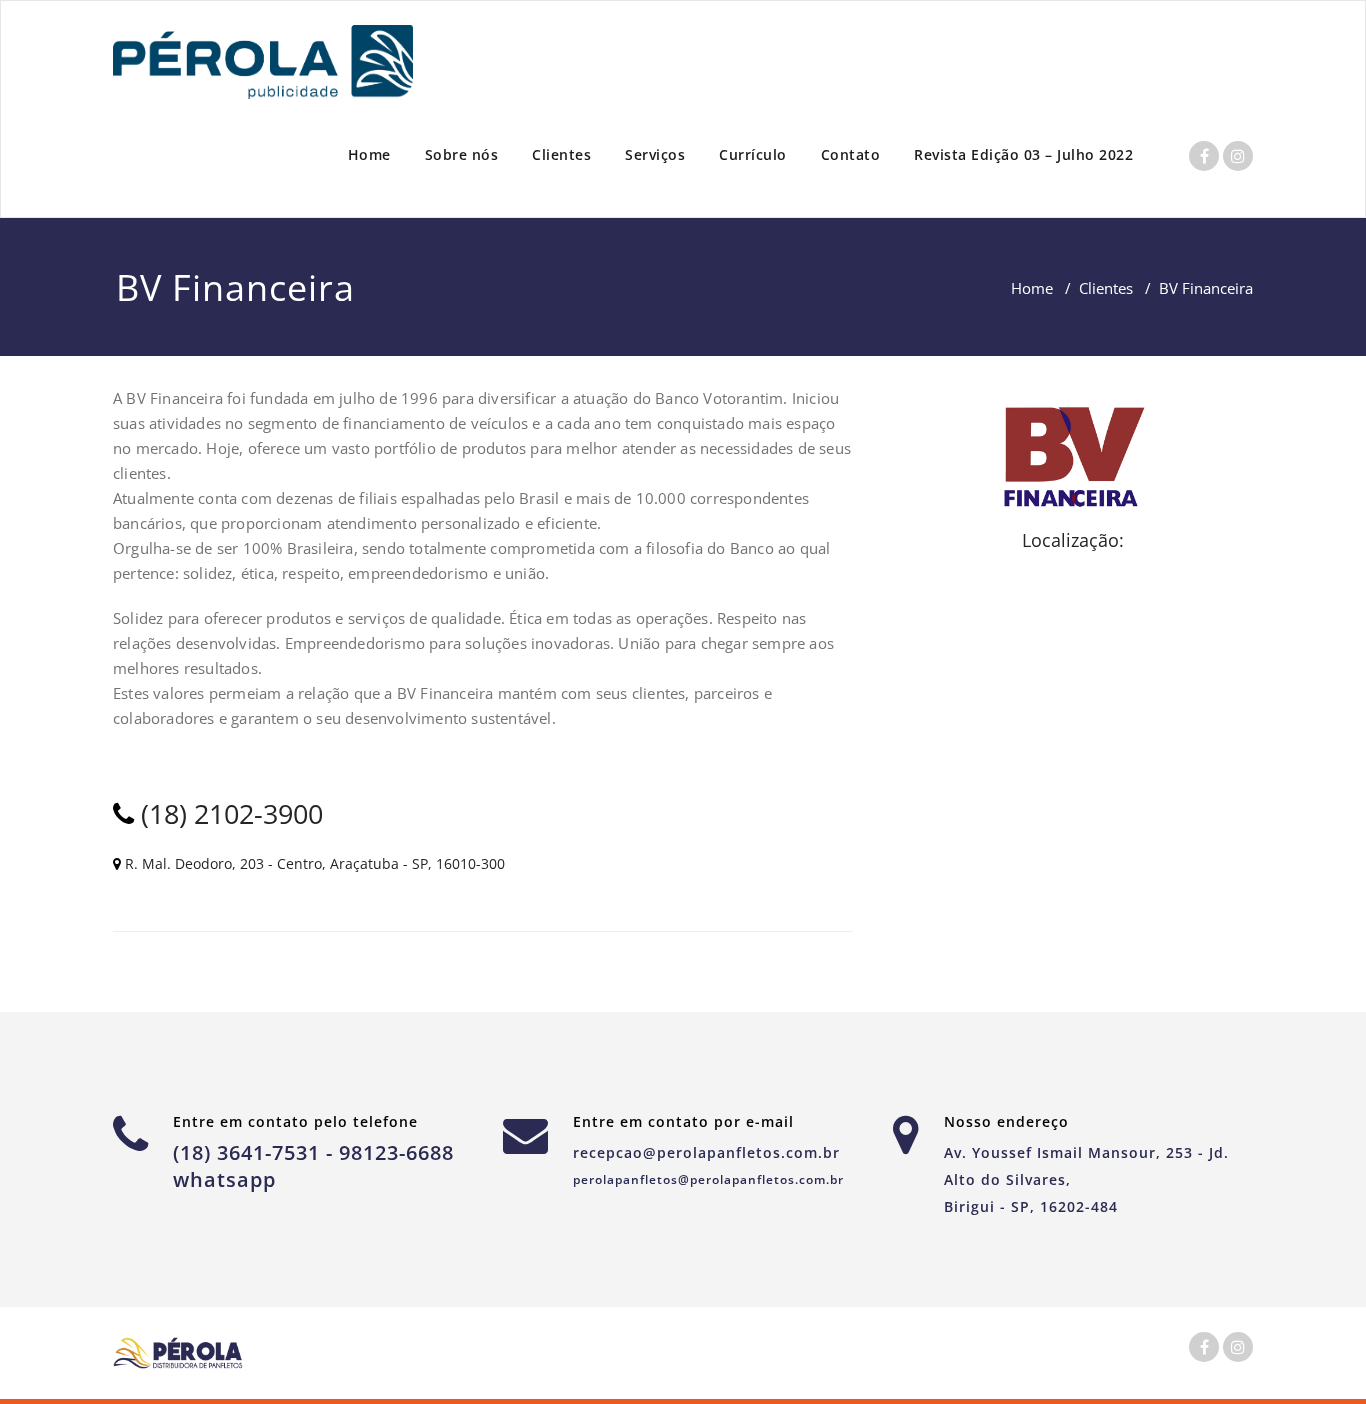 PÉROLA
publicidade
Home Sobre nós Clientes Serviços Currículo Contato Revista Edição 03 – Julho 2022
BV Financeira
Home / Clientes / BV Financeira
A BV Financeira foi fundada em julho de 1996 para diversificar a atuação do Banco Votorantim. Iniciou
suas atividades no segmento de financiamento de veículos e a cada ano tem conquistado mais espaço
no mercado. Hoje, oferece um vasto portfólio de produtos para melhor atender as necessidades de seus
clientes.
Atualmente conta com dezenas de filiais espalhadas pelo Brasil e mais de 10.000 correspondentes
bancários, que proporcionam atendimento personalizado e eficiente.
Orgulha-se de ser 100% Brasileira, sendo totalmente comprometida com a filosofia do Banco ao qual
pertence: solidez, ética, respeito, empreendedorismo e união.
Solidez para oferecer produtos e serviços de qualidade. Ética em todas as operações. Respeito nas
relações desenvolvidas. Empreendedorismo para soluções inovadoras. União para chegar sempre aos
melhores resultados.
Estes valores permeiam a relação que a BV Financeira mantém com seus clientes, parceiros e
colaboradores e garantem o seu desenvolvimento sustentável.
(18) 2102-3900
R. Mal. Deodoro, 203 - Centro, Araçatuba - SP, 16010-300
BV
FINANCEIRA
Localização:
Entre em contato pelo telefone
(18) 3641-7531 - 98123-6688
whatsapp
Entre em contato por e-mail
recepcao@perolapanfletos.com.br
perolapanfletos@perolapanfletos.com.br
Nosso endereço
Av. Youssef Ismail Mansour, 253 - Jd.
Alto do Silvares,
Birigui - SP, 16202-484
PÉROLA
DISTRIBUIDORA DE PANFLETOS